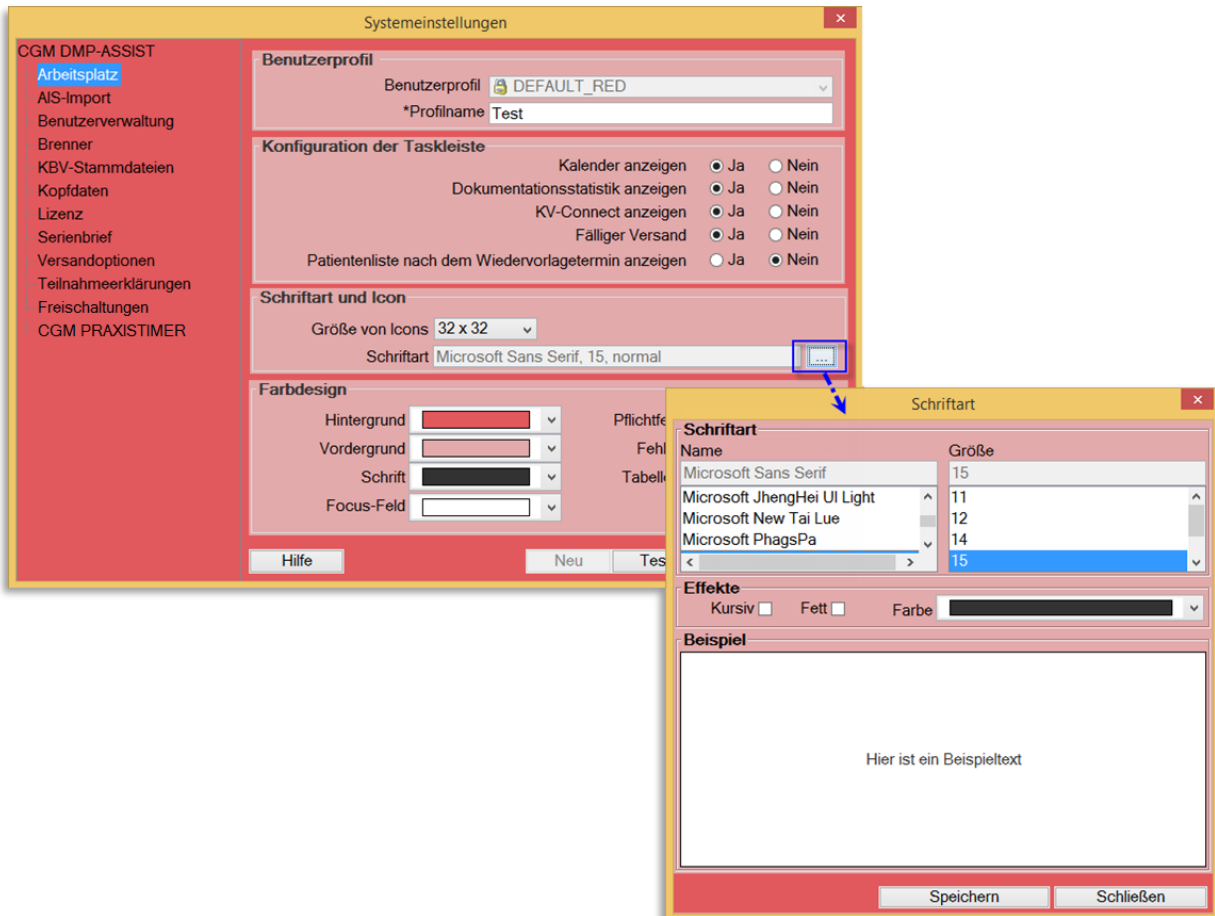 Systemeinstellungen
CGM DMP-ASSIST
Arbeitsplatz
AIS-Import
Benutzerverwaltung
Brenner
KBV-Stammdateien
Kopfdaten
Lizenz
Serienbrief
Versandoptionen
Teilnahmeerklärungen
Freischaltungen
CGM PRAXISTIMER
Benutzerprofil
Benutzerprofil DEFAULT_RED
*Profilname Test
Konfiguration der Taskleiste
Kalender anzeigen Ja Nein
Dokumentationsstatistik anzeigen Ja Nein
KV-Connect anzeigen Ja Nein
Fälliger Versand Ja Nein
Patientenliste nach dem Wiedervorlagetermin anzeigen Ja Nein
Schriftart und Icon
Größe von Icons 32 x 32
Schriftart Microsoft Sans Serif, 15, normal ...
Farbdesign
Hintergrund Pflichtfe
Vordergrund Fehl
Schrift Tabelle
Focus-Feld
Hilfe Neu Tes
Schriftart
Schriftart
Name Größe
Microsoft Sans Serif 15
Microsoft JhengHei UI Light 11
Microsoft New Tai Lue 12
Microsoft PhagsPa 14
15
Effekte
Kursiv Fett Farbe
Beispiel
Hier ist ein Beispieltext
Speichern Schließen